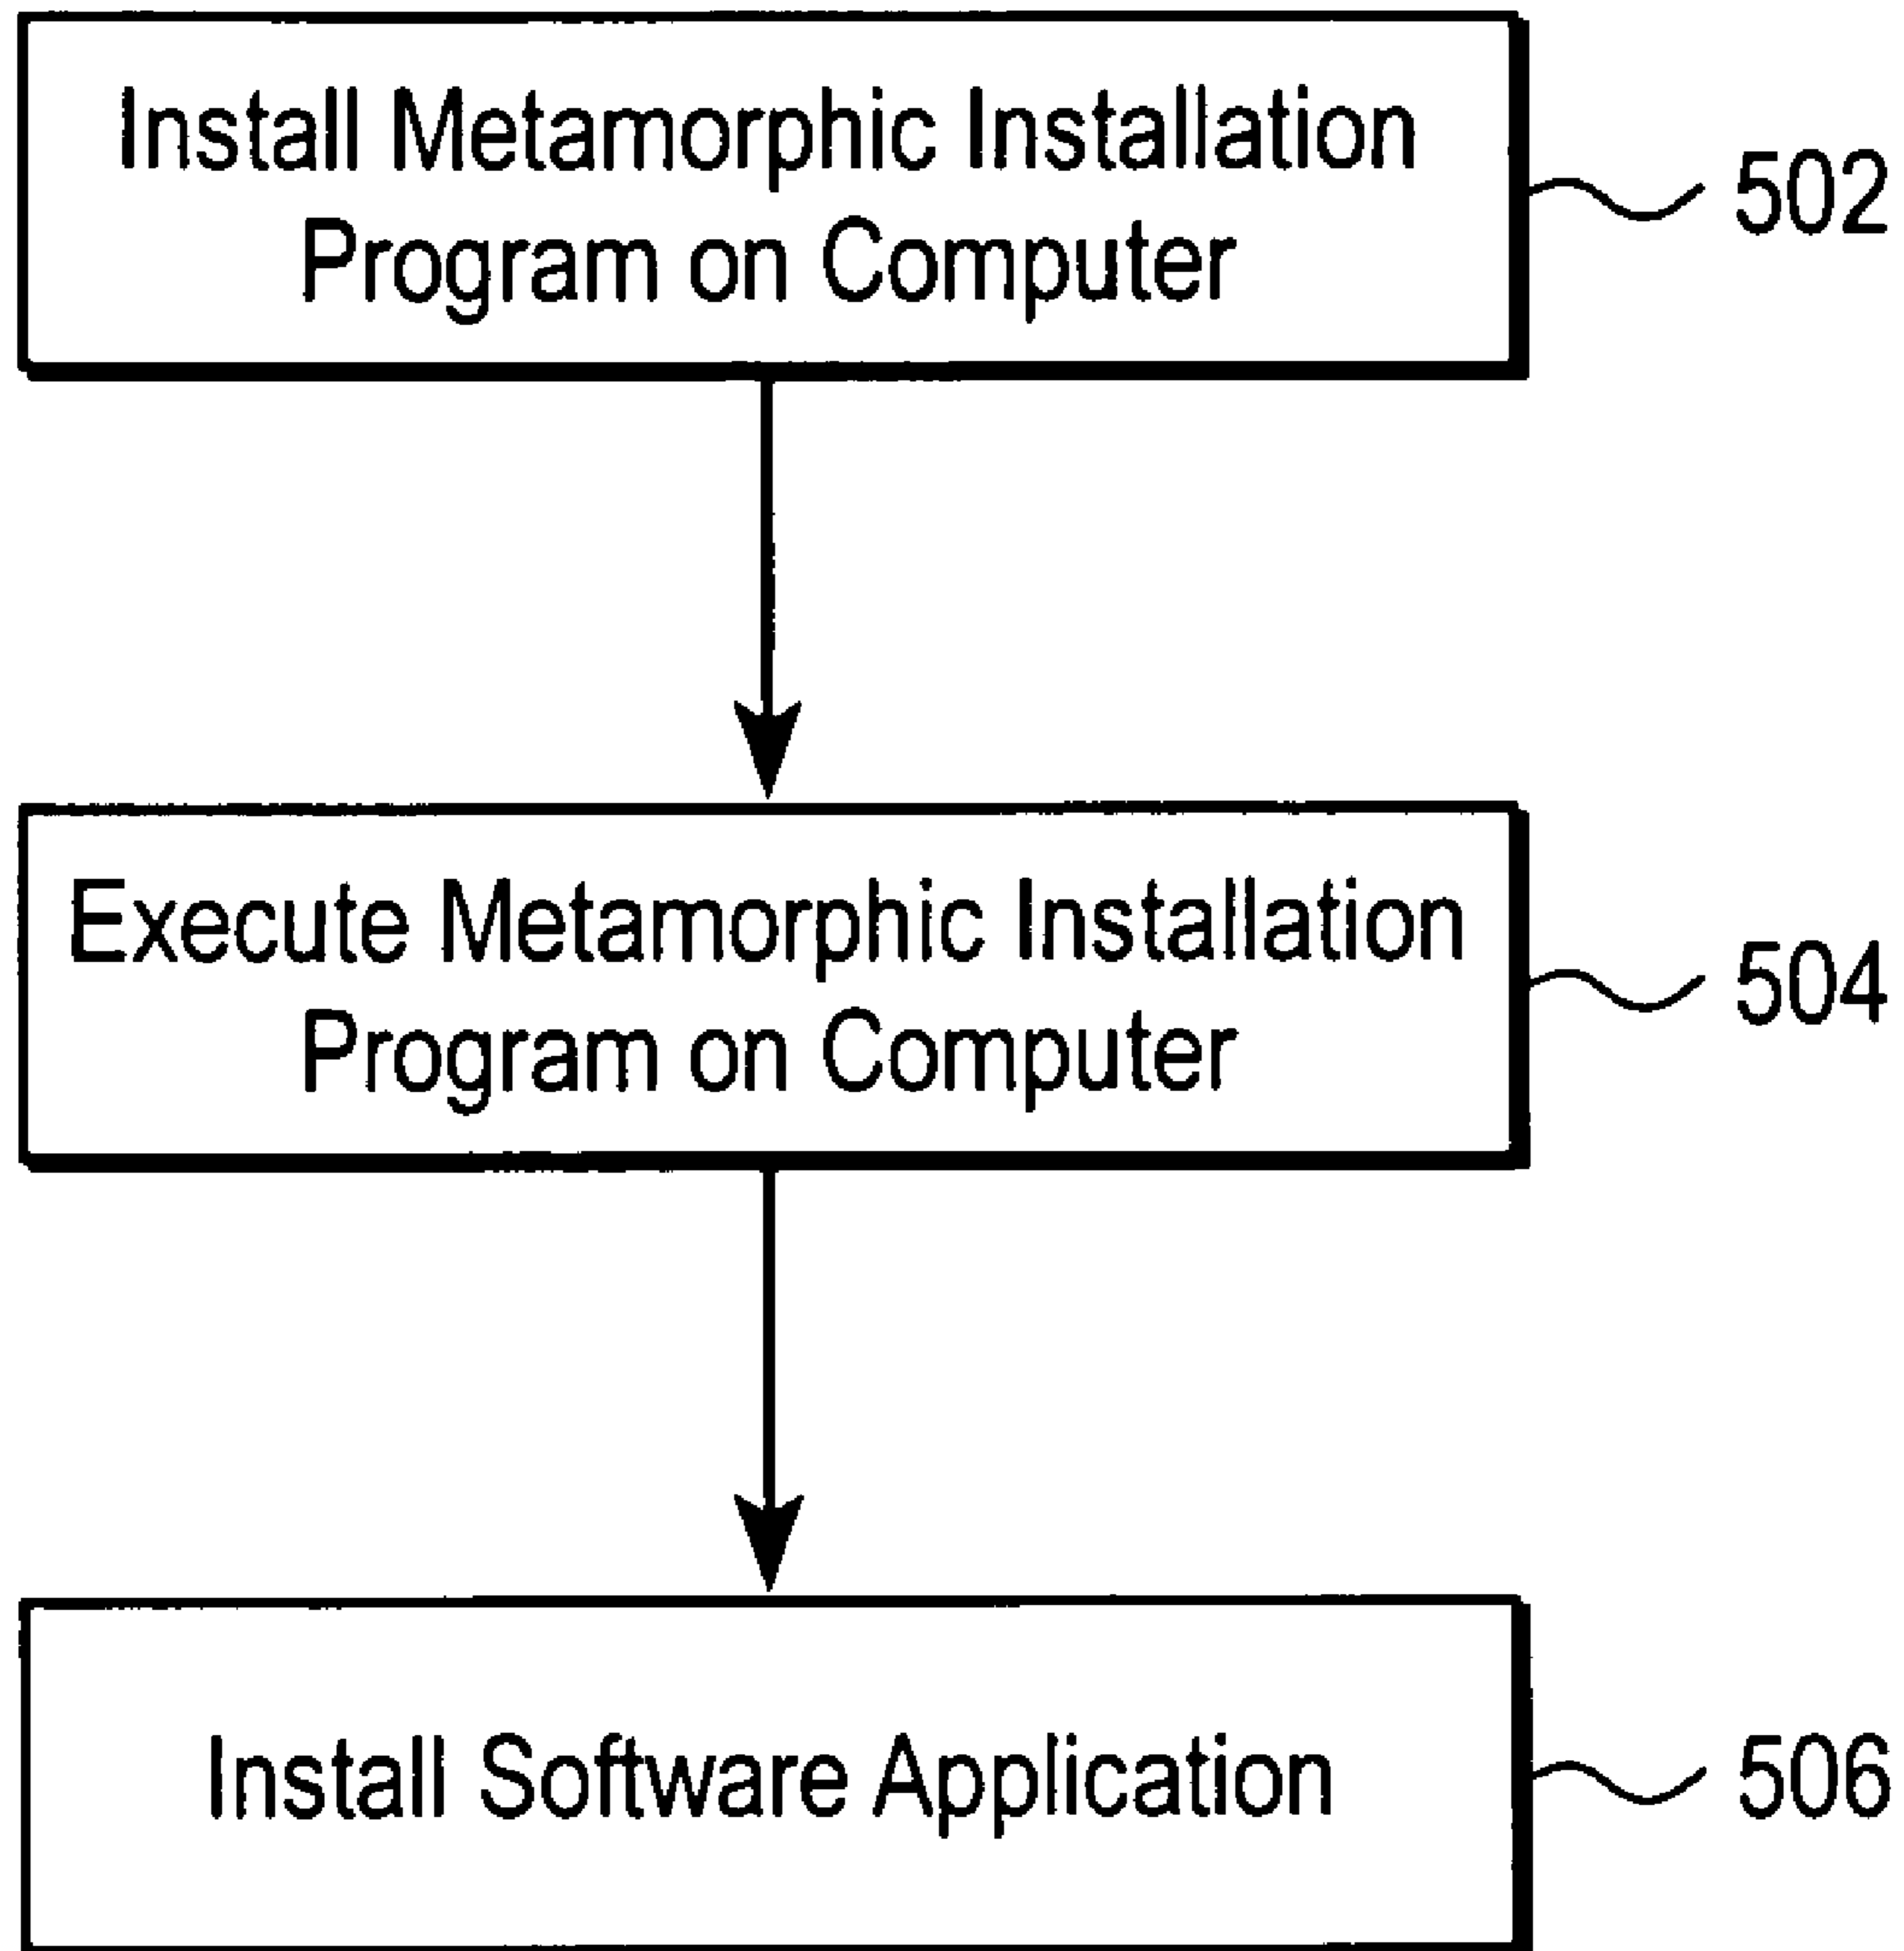 Install Metamorphic Installation
Program on Computer
502
Execute Metamorphic Installation
Program on Computer
504
Install Software Application
506